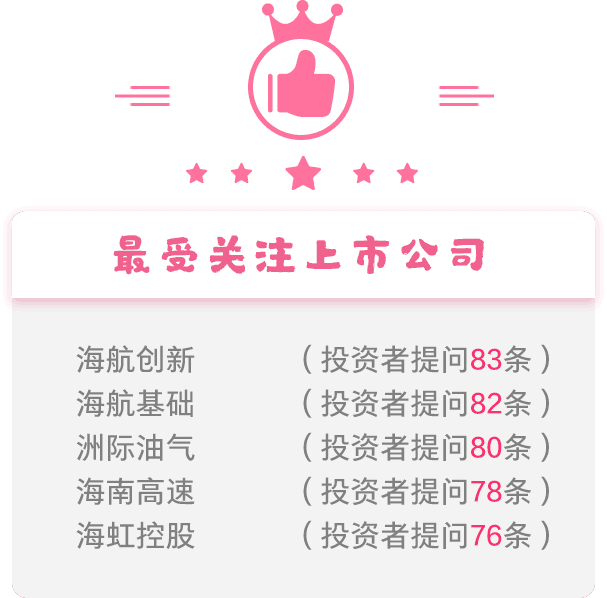 最受关注上市公司
海航创新 (投资者提问83条)
海航基础 (投资者提问82条)
洲际油气 (投资者提问80条)
海南高速 (投资者提问78条)
海虹控股 (投资者提问76条)